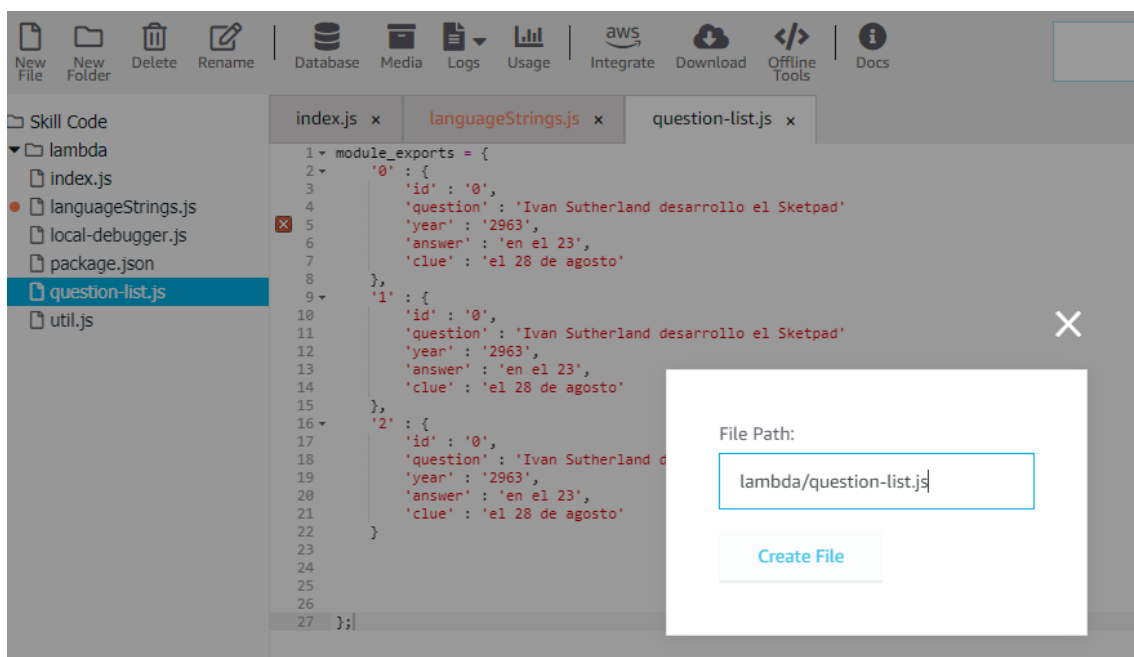 New File
New Folder
Delete
Rename
Database
Media
Logs
Usage
aws
Integrate
Download
Offline Tools
Docs
Skill Code
lambda
index.js
languageStrings.js
local-debugger.js
package.json
question-list.js
util.js
index.js x
languageStrings.js x
question-list.js x
1 module_exports = {
2 '0' : {
3 'id' : '0',
4 'question' : 'Ivan Sutherland desarrollo el Sketpad'
5 'year' : '2963',
6 'answer' : 'en el 23',
7 'clue' : 'el 28 de agosto'
8 },
9 '1' : {
10 'id' : '0',
11 'question' : 'Ivan Sutherland desarrollo el Sketpad'
12 'year' : '2963',
13 'answer' : 'en el 23',
14 'clue' : 'el 28 de agosto'
15 },
16 '2' : {
17 'id' : '0',
18 'question' : 'Ivan Sutherland d
19 'year' : '2963',
20 'answer' : 'en el 23',
21 'clue' : 'el 28 de agosto'
22 }
23
24
25
26
27 };
File Path:
lambda/question-list.js
Create File